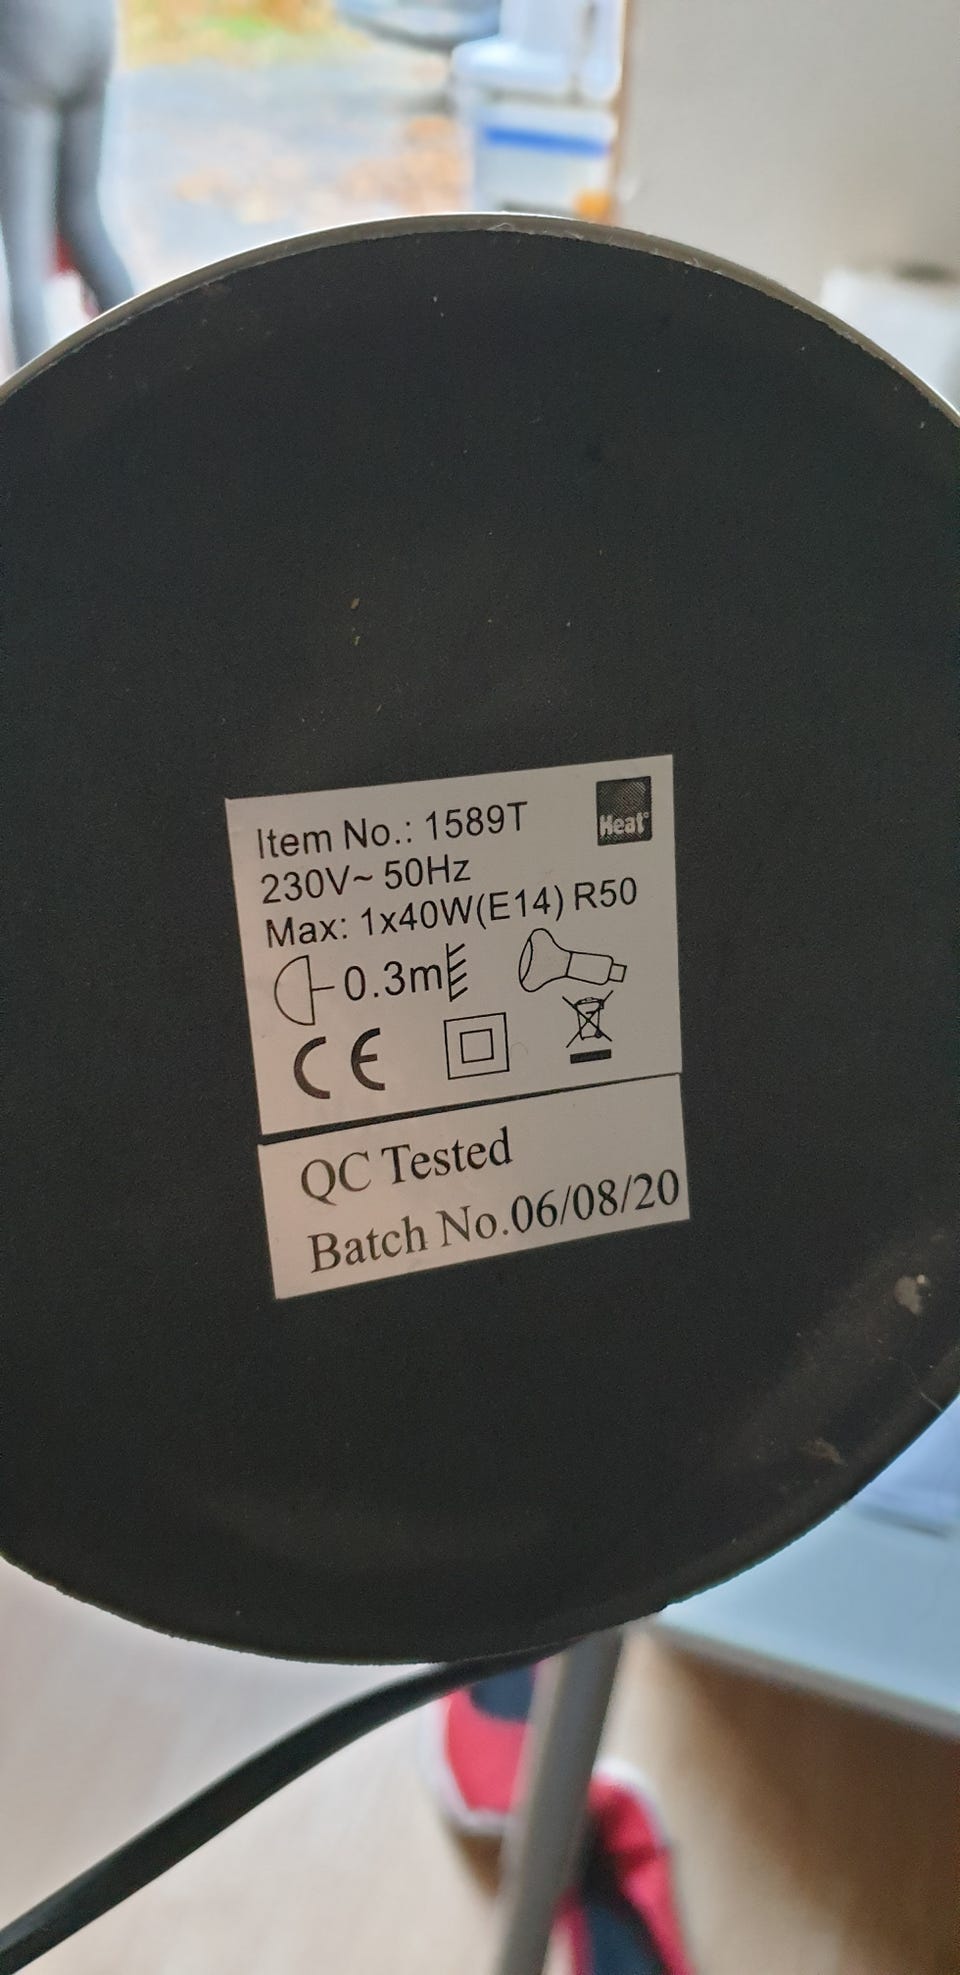 Item No.: 1589T
Heat
230V~ 50Hz
Max: 1x40W(E14) R50
0.3m
CE
QC Tested
Batch No.06/08/20